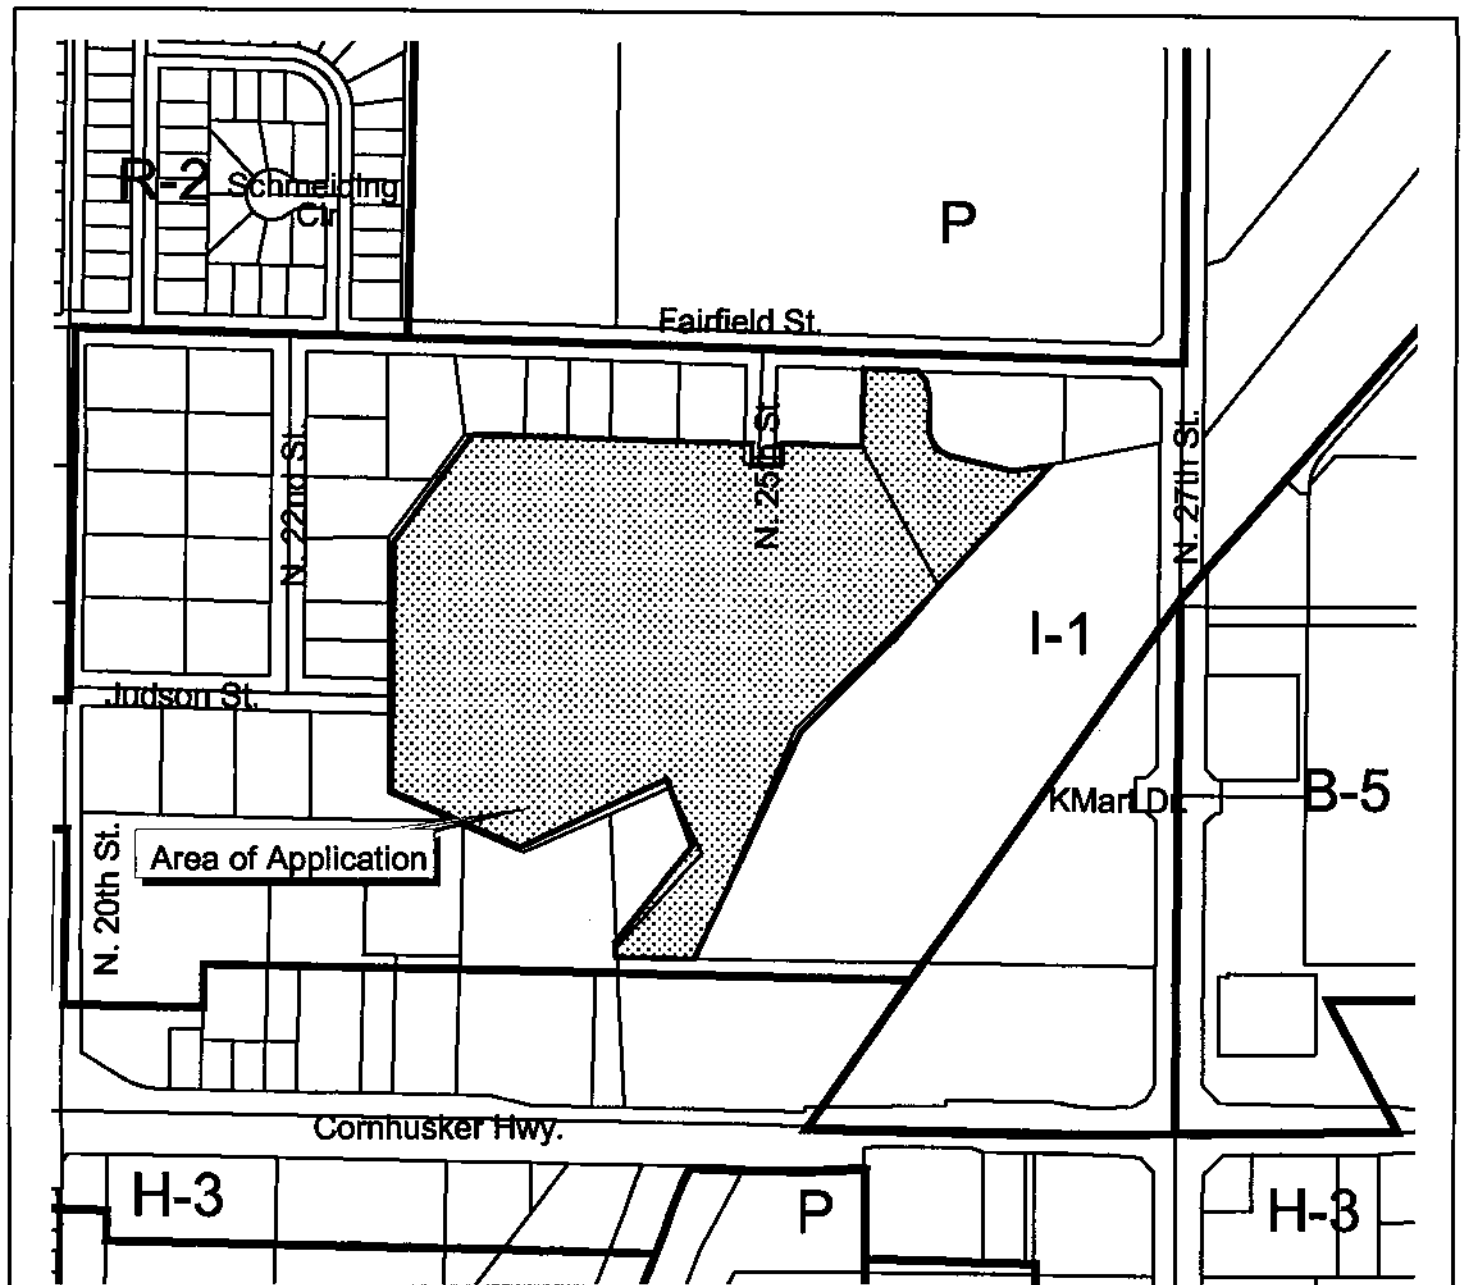 R-2
Schmeiding
Cir
P
Fairfield St.
N. 22nd St.
N. 25th St.
N. 27th St.
I-1
Judson St.
KMart Dr.
B-5
Area of Application
N. 20th St.
Cornhusker Hwy.
H-3
P
H-3